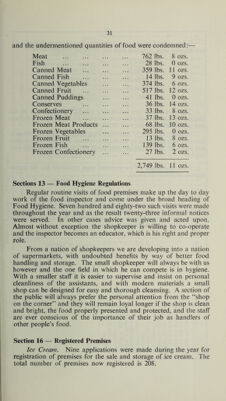 31
and the undermentioned quantities of food were condemned:—
Meat ... ... ... ... 762 lbs. 8 ozs.
Fish ... ... ... ... 28 lbs. 0 ozs.
Canned Meat ... ... ... 359 lbs. 11 ozs.
Canned Fish ... ... ... 14 lbs. 9 ozs.
Canned Vegetables ... ... 374 lbs. 6 ozs.
Canned Fruit ... ... ... 517 lbs. 12 ozs.
Canned Puddings ... ... 41 lbs. 0 ozs.
Conserves ... ... ... 36 lbs. 14 ozs.
Confectionery ... ... ... 33 lbs. 8 ozs.
Frozen Meat ... ... ... 37 lbs. 13 ozs.
Frozen Meat Products ... ... 68 lbs. 10 ozs.
Frozen Vegetables ... ... 295 lbs. 0 ozs.
Frozen Fruit ... ... ... 13 lbs. 8 ozs.
Frozen Fish ... ... ... 139 lbs. 6 ozs.
Frozen Confectionery ... ... 27 lbs. 2 ozs.
2,749 lbs. 11 ozs.
Sections 13 — Food Hygiene Regulations
Regular routine visits of food premises make up the day to day
work of the food inspector and come under the broad heading of
Food Hygiene. Seven hundred and eighty-two such visits were made
throughout the year and as the result twenty-three informal notices
were served. In other cases advice was given and acted upon.
Almost without exception the shopkeeper is willing to co-operate
and the inspector becomes an educator, which is his right and proper
role.
From a nation of shopkeepers we are developing into a nation
of supermarkets, with undoubted benefits by way of better food
handling and storage. The small shopkeeper will always be with us
however and the one field in which he can compete is in hygiene.
With a smaller staff it is easier to supervise and insist on personal
cleanliness of the assistants, and with modern materials a small
shop can be designed for easy and thorough cleansing. A section of
the public will always prefer the personal attention from the "shop
on the corner" and they will remain loyal longer if the shop is clean
and bright, the food properly presented and protected, and the staff
are ever conscious of the importance of their job as handlers of
other people's food.
Section 16 — Registered Premises
Ice Cream. Nine applications were made during the year for
registration of premises for the sale and storage of ice cream. The
total number of premises now registered is 208.